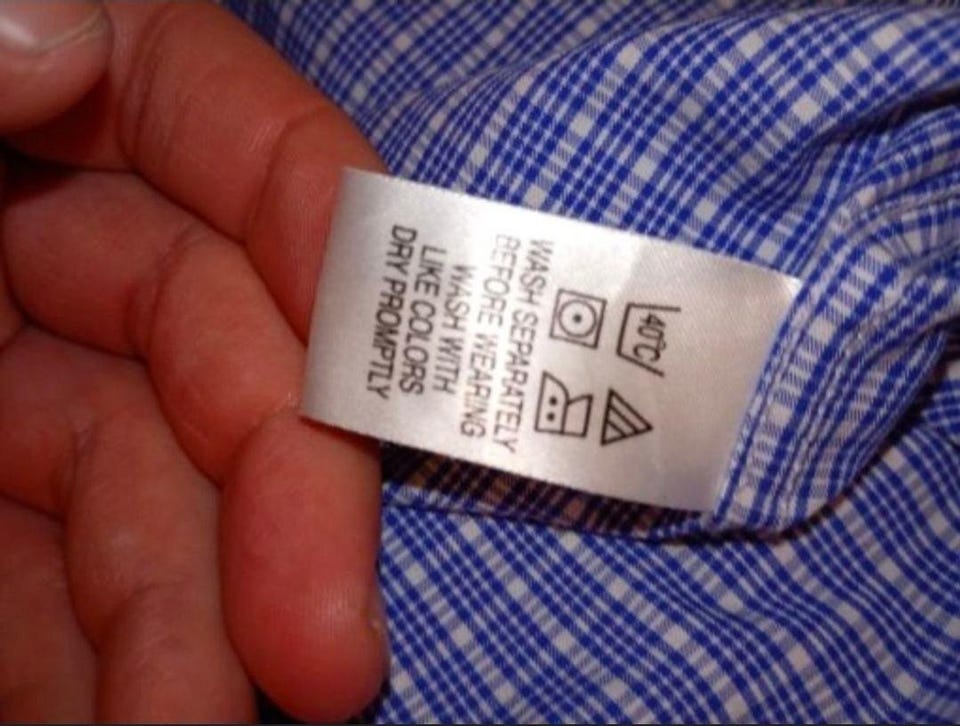 40°C
WASH SEPARATELY
BEFORE WEARING
WASH WITH
LIKE COLORS
DRY PROMPTLY